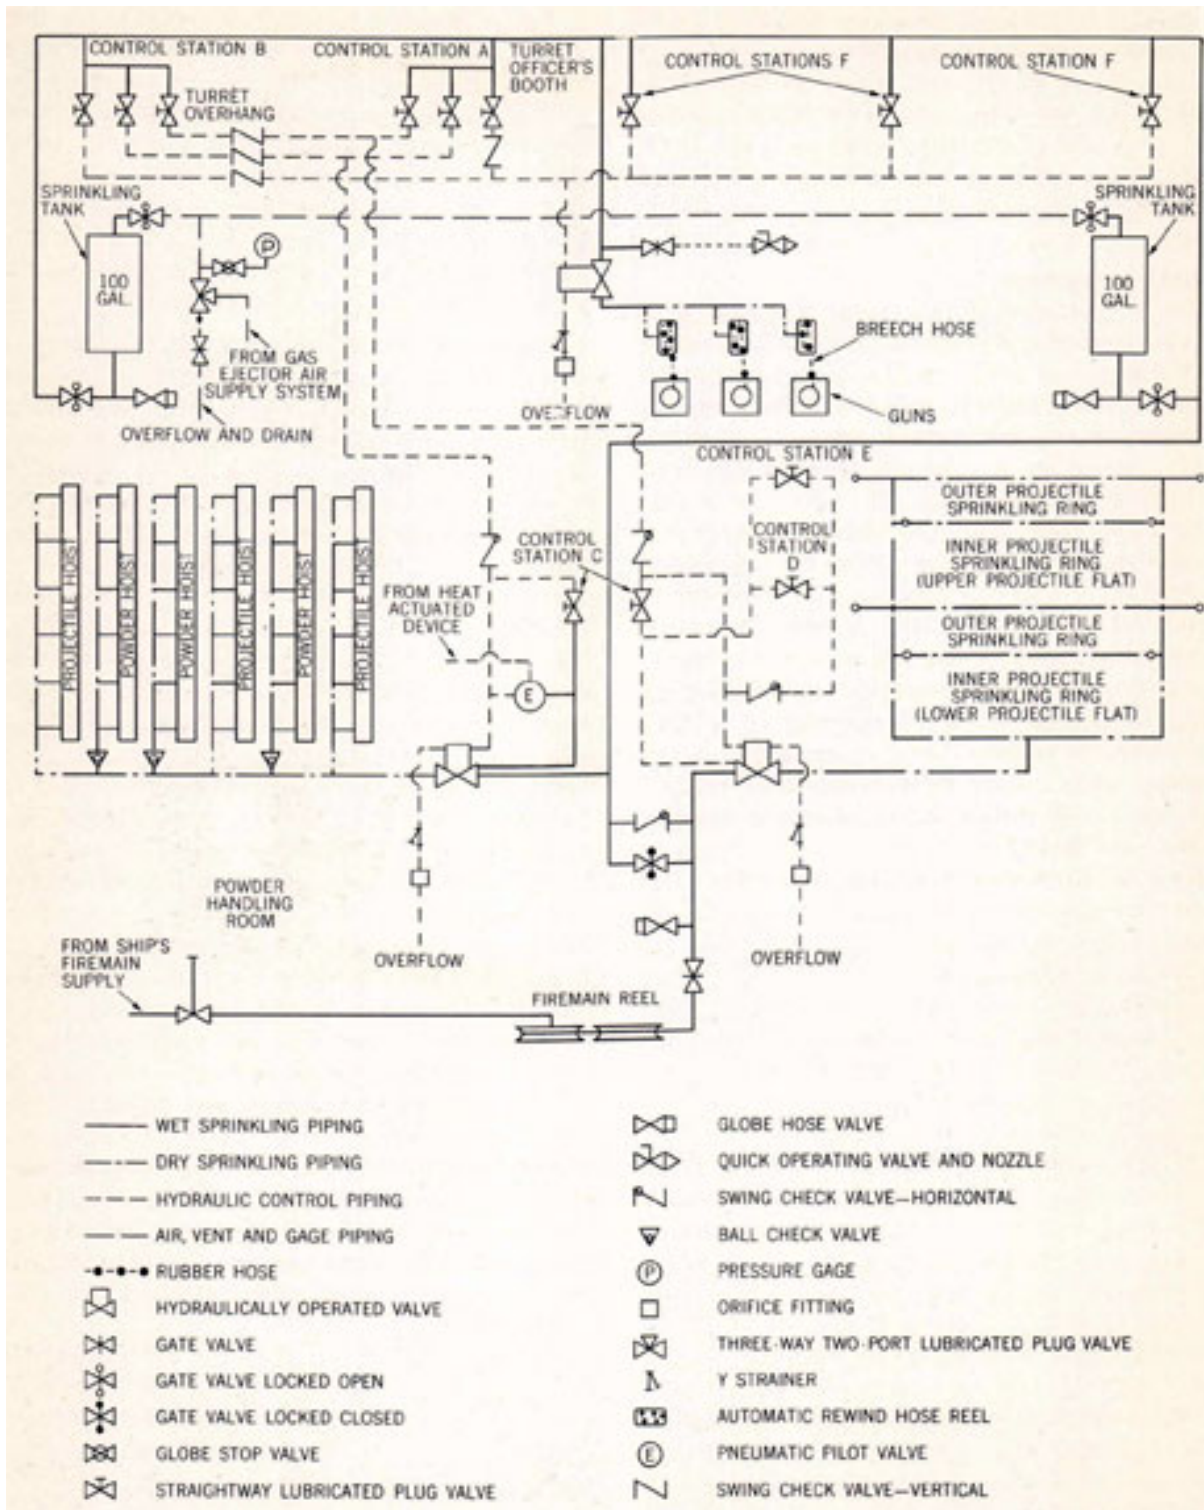 CONTROL STATION B
CONTROL STATION A
TURRET
OFFICER'S
BOOTH
CONTROL STATIONS F
CONTROL STATION F
TURRET
OVERHANG
SPRINKLING
TANK
SPRINKLING
TANK
P
100
GAL.
100
GAL.
FROM GAS
EJECTOR AIR
SUPPLY SYSTEM
BREECH HOSE
OVERFLOW
GUNS
OVERFLOW AND DRAIN
CONTROL STATION E
PROJECTILE HOIST
POWDER HOIST
POWDER HOIST
PROJECTILE HOIST
POWDER HOIST
PROJECTILE HOIST
CONTROL
STATION C
CONTROL
STATION
D
OUTER PROJECTILE
SPRINKLING RING
INNER PROJECTILE
SPRINKLING RING
(UPPER PROJECTILE FLAT)
FROM HEAT
ACTUATED
DEVICE
OUTER PROJECTILE
SPRINKLING RING
E
INNER PROJECTILE
SPRINKLING RING
(LOWER PROJECTILE FLAT)
POWDER
HANDLING
ROOM
FROM SHIP'S
FIREMAIN
SUPPLY
OVERFLOW
OVERFLOW
FIREMAIN REEL
WET SPRINKLING PIPING
DRY SPRINKLING PIPING
HYDRAULIC CONTROL PIPING
AIR, VENT AND GAGE PIPING
RUBBER HOSE
HYDRAULICALLY OPERATED VALVE
GATE VALVE
GATE VALVE LOCKED OPEN
GATE VALVE LOCKED CLOSED
GLOBE STOP VALVE
STRAIGHTWAY LUBRICATED PLUG VALVE
GLOBE HOSE VALVE
QUICK OPERATING VALVE AND NOZZLE
SWING CHECK VALVE—HORIZONTAL
BALL CHECK VALVE
P PRESSURE GAGE
ORIFICE FITTING
THREE-WAY TWO-PORT LUBRICATED PLUG VALVE
Y STRAINER
AUTOMATIC REWIND HOSE REEL
E PNEUMATIC PILOT VALVE
SWING CHECK VALVE—VERTICAL